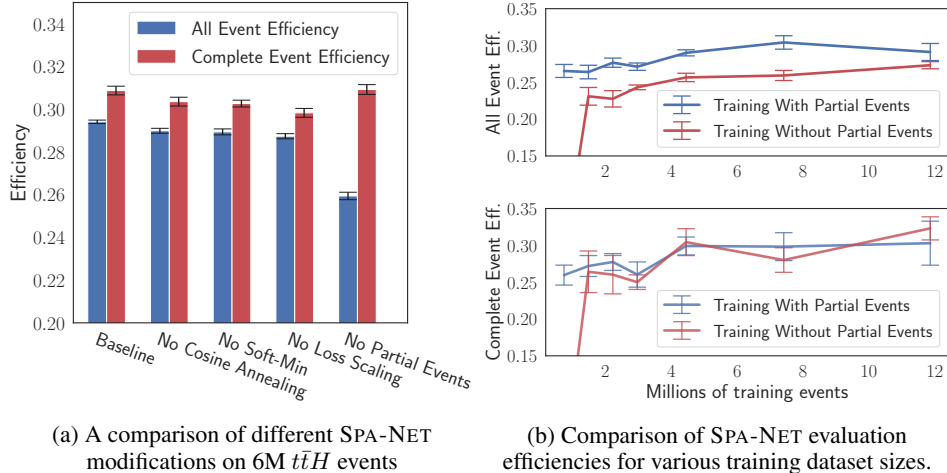 0.34
0.32
0.30
0.28
0.26
0.24
0.22
0.20
Efficiency
All Event Efficiency
Complete Event Efficiency
Baseline
No Cosine Annealing
No Soft-Min
No Loss Scaling
No Partial Events
(a) A comparison of different SPA-NET
modifications on 6M tt̄H events
0.35
0.30
0.25
0.20
0.15
All Event Eff.
Training With Partial Events
Training Without Partial Events
2 4 6 8 10 12
0.35
0.30
0.25
0.20
0.15
Complete Event Eff.
Training With Partial Events
Training Without Partial Events
2 4 6 8 10 12
Millions of training events
(b) Comparison of SPA-NET evaluation
efficiencies for various training dataset sizes.